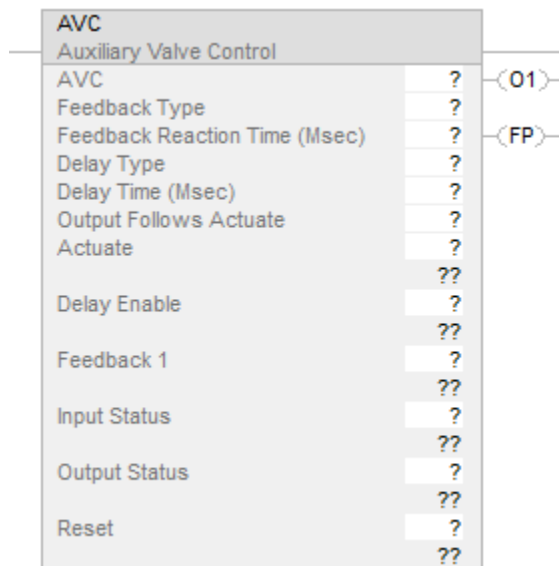 AVC
Auxiliary Valve Control
AVC ? (O1)
Feedback Type ?
Feedback Reaction Time (Msec) ? (FP)
Delay Type ?
Delay Time (Msec) ?
Output Follows Actuate ?
Actuate ?
??
Delay Enable ?
??
Feedback 1 ?
??
Input Status ?
??
Output Status ?
??
Reset ?
??